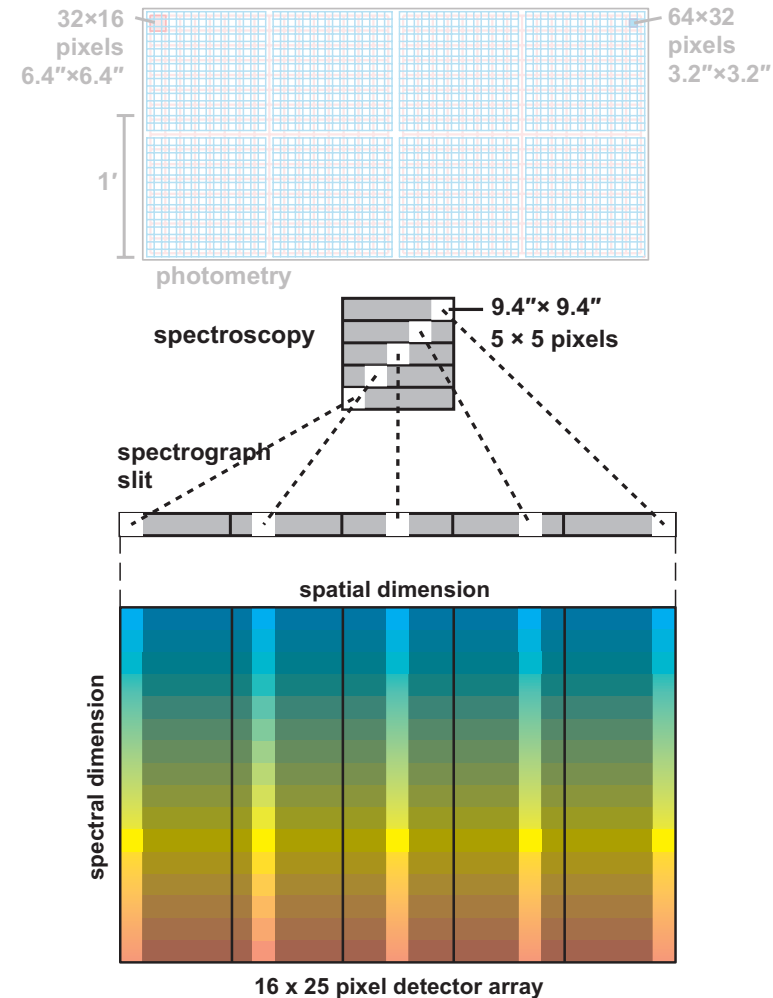 32×16
pixels
6.4″×6.4″
64×32
pixels
3.2″×3.2″
1′
photometry
spectroscopy
9.4″× 9.4″
5 × 5 pixels
spectrograph
slit
spatial dimension
spectral dimension
16 x 25 pixel detector array